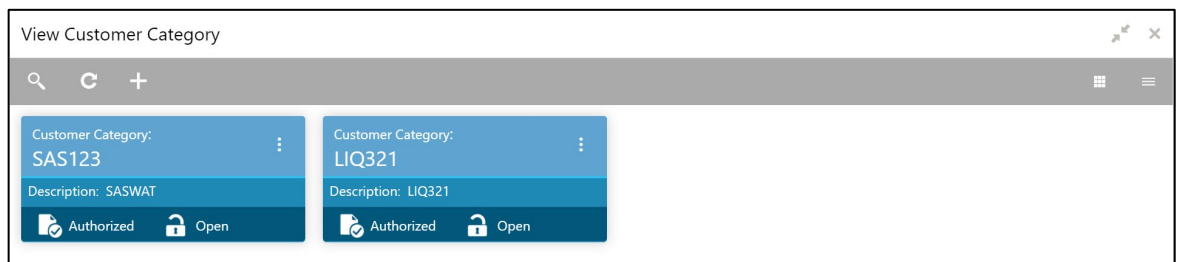 View Customer Category
Customer Category:
SAS123
Description: SASWAT
Authorized Open
Customer Category:
LIQ321
Description: LIQ321
Authorized Open